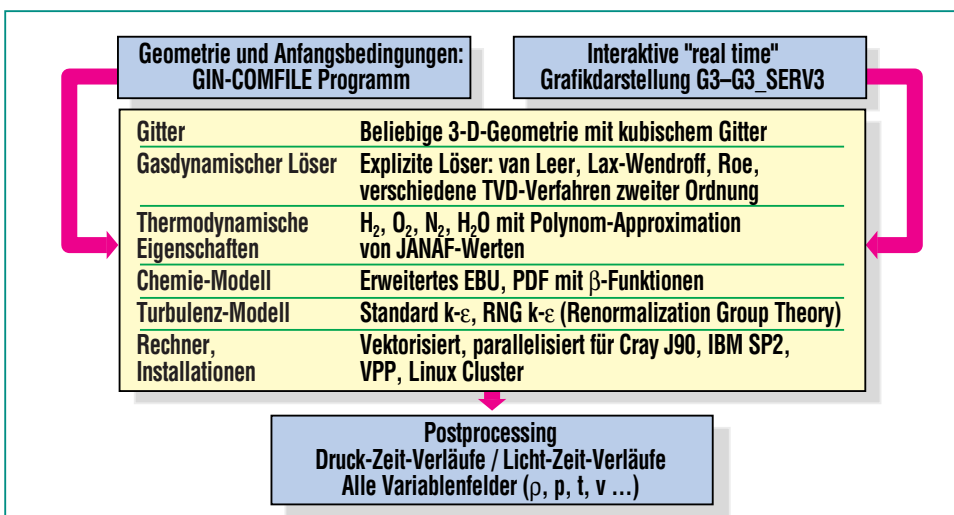 Geometrie und Anfangsbedingungen:
GIN-COMFILE Programm
Interaktive "real time"
Grafikdarstellung G3–G3_SERV3
Gitter Beliebige 3-D-Geometrie mit kubischem Gitter
Gasdynamischer Löser Explizite Löser: van Leer, Lax-Wendroff, Roe,
verschiedene TVD-Verfahren zweiter Ordnung
Thermodynamische H₂, O₂, N₂, H₂O mit Polynom-Approximation
Eigenschaften von JANAF-Werten
Chemie-Modell Erweitertes EBU, PDF mit β-Funktionen
Turbulenz-Modell Standard k-ε, RNG k-ε (Renormalization Group Theory)
Rechner, Vektorisiert, parallelisiert für Cray J90, IBM SP2,
Installationen VPP, Linux Cluster
Postprocessing
Druck-Zeit-Verläufe / Licht-Zeit-Verläufe
Alle Variablenfelder (ρ, p, t, v ...)